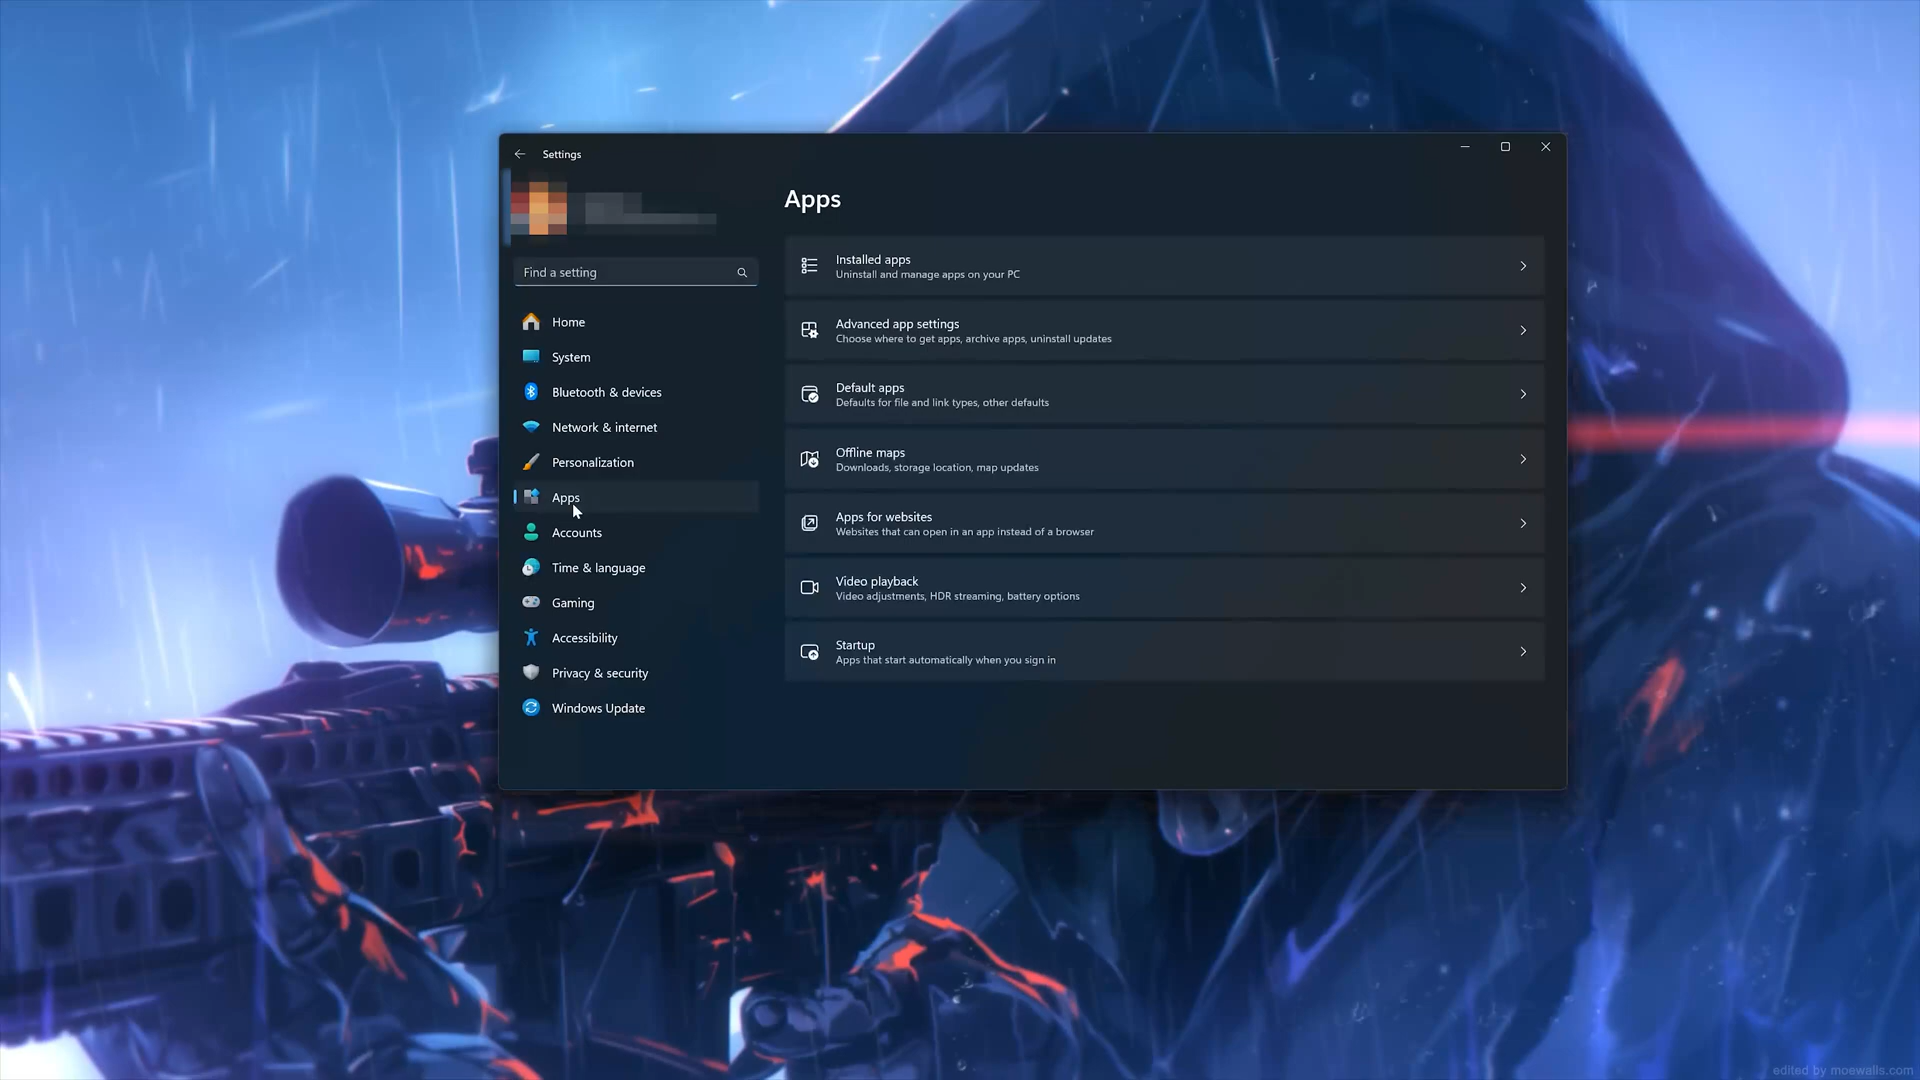 Settings
Find a setting
Home
System
Bluetooth & devices
Network & internet
Personalization
Apps
Accounts
Time & language
Gaming
Accessibility
Privacy & security
Windows Update
Apps
Installed apps
Uninstall and manage apps on your PC
Advanced app settings
Choose where to get apps, archive apps, uninstall updates
Default apps
Defaults for file and link types, other defaults
Offline maps
Downloads, storage location, map updates
Apps for websites
Websites that can open in an app instead of a browser
Video playback
Video adjustments, HDR streaming, battery options
Startup
Apps that start automatically when you sign in
edited by moewalls.com